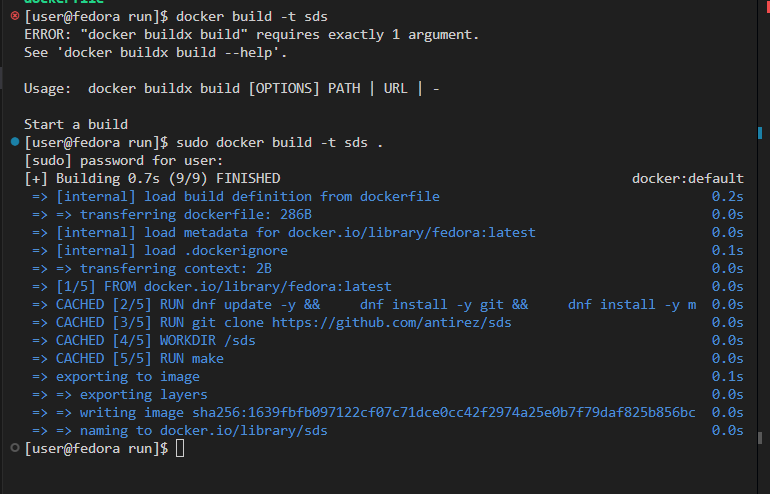 dockerfile
[user@fedora run]$ docker build -t sds
ERROR: "docker buildx build" requires exactly 1 argument.
See 'docker buildx build --help'.
Usage:  docker buildx build [OPTIONS] PATH | URL | -
Start a build
[user@fedora run]$ sudo docker build -t sds .
[sudo] password for user:
[+] Building 0.7s (9/9) FINISHED docker:default
=> [internal] load build definition from dockerfile 0.2s
=> => transferring dockerfile: 286B 0.0s
=> [internal] load metadata for docker.io/library/fedora:latest 0.0s
=> [internal] load .dockerignore 0.1s
=> => transferring context: 2B 0.0s
=> [1/5] FROM docker.io/library/fedora:latest 0.0s
=> CACHED [2/5] RUN dnf update -y &&     dnf install -y git &&     dnf install -y m 0.0s
=> CACHED [3/5] RUN git clone https://github.com/antirez/sds 0.0s
=> CACHED [4/5] WORKDIR /sds 0.0s
=> CACHED [5/5] RUN make 0.0s
=> exporting to image 0.1s
=> => exporting layers 0.0s
=> => writing image sha256:1639fbfb097122cf07c71dce0cc42f2974a25e0b7f79daf825b856bc 0.0s
=> => naming to docker.io/library/sds 0.0s
[user@fedora run]$